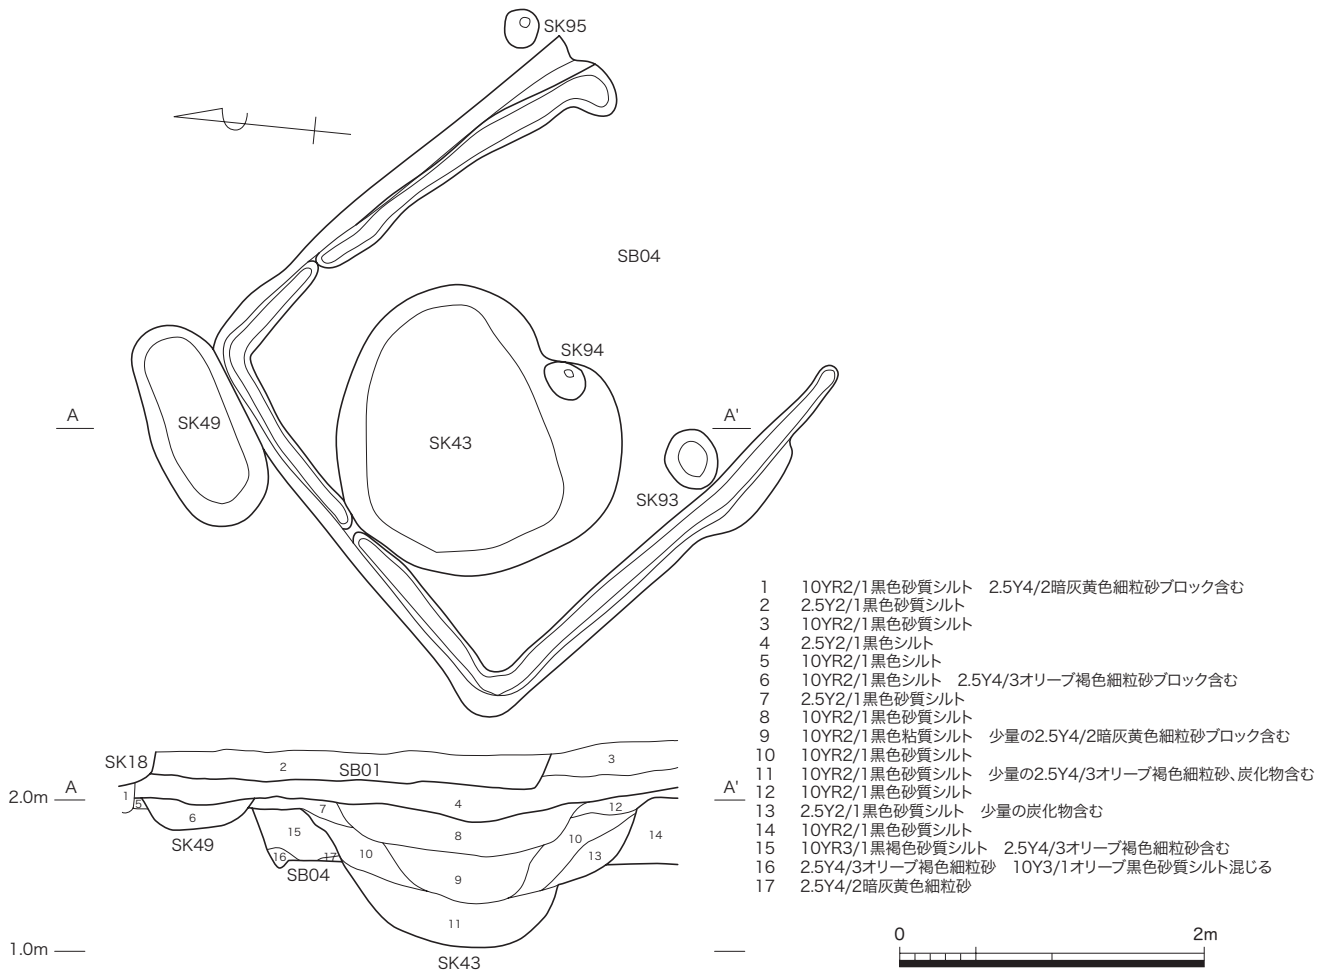 SK95
SB04
SK94
A A'
SK49
SK43
SK93
1 10YR2/1黒色砂質シルト 2.5Y4/2暗灰黄色細粒砂ブロック含む
2 2.5Y2/1黒色砂質シルト
3 10YR2/1黒色砂質シルト
4 2.5Y2/1黒色シルト
5 10YR2/1黒色シルト
6 10YR2/1黒色シルト 2.5Y4/3オリーブ褐色細粒砂ブロック含む
7 2.5Y2/1黒色砂質シルト
8 10YR2/1黒色砂質シルト
9 10YR2/1黒色粘質シルト 少量の2.5Y4/2暗灰黄色細粒砂ブロック含む
10 10YR2/1黒色砂質シルト
11 10YR2/1黒色砂質シルト 少量の2.5Y4/3オリーブ褐色細粒砂、炭化物含む
12 10YR2/1黒色砂質シルト
13 2.5Y2/1黒色砂質シルト 少量の炭化物含む
14 10YR2/1黒色砂質シルト
15 10YR3/1黒褐色砂質シルト 2.5Y4/3オリーブ褐色細粒砂含む
16 2.5Y4/3オリーブ褐色細粒砂 10Y3/1オリーブ黒色砂質シルト混じる
17 2.5Y4/2暗灰黄色細粒砂
SK18
2 SB01 3
2.0m A A'
1 5 7 4 12
6 15 8 10 14
SK49
16 17 10 13
SB04
9
11
1.0m
SK43
0 2m